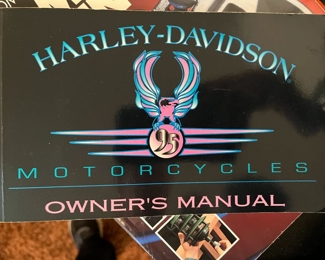 HARLEY-DAVIDSON
95
MOTORCYCLES
OWNER'S MANUAL